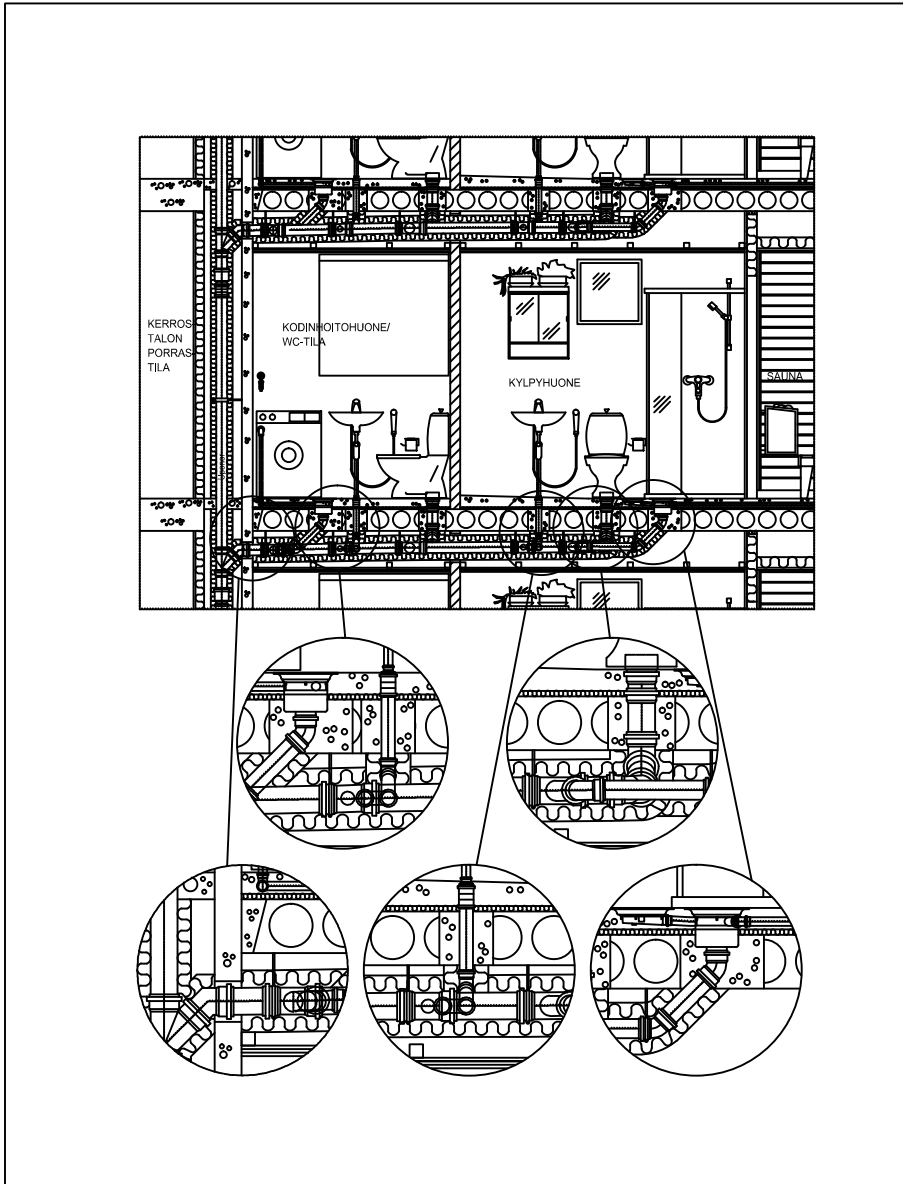 KERROS-
TALON
PORRAS-
TILA
KODINHOITOHUONE/
WC-TILA
KYLPYHUONE
SAUNA